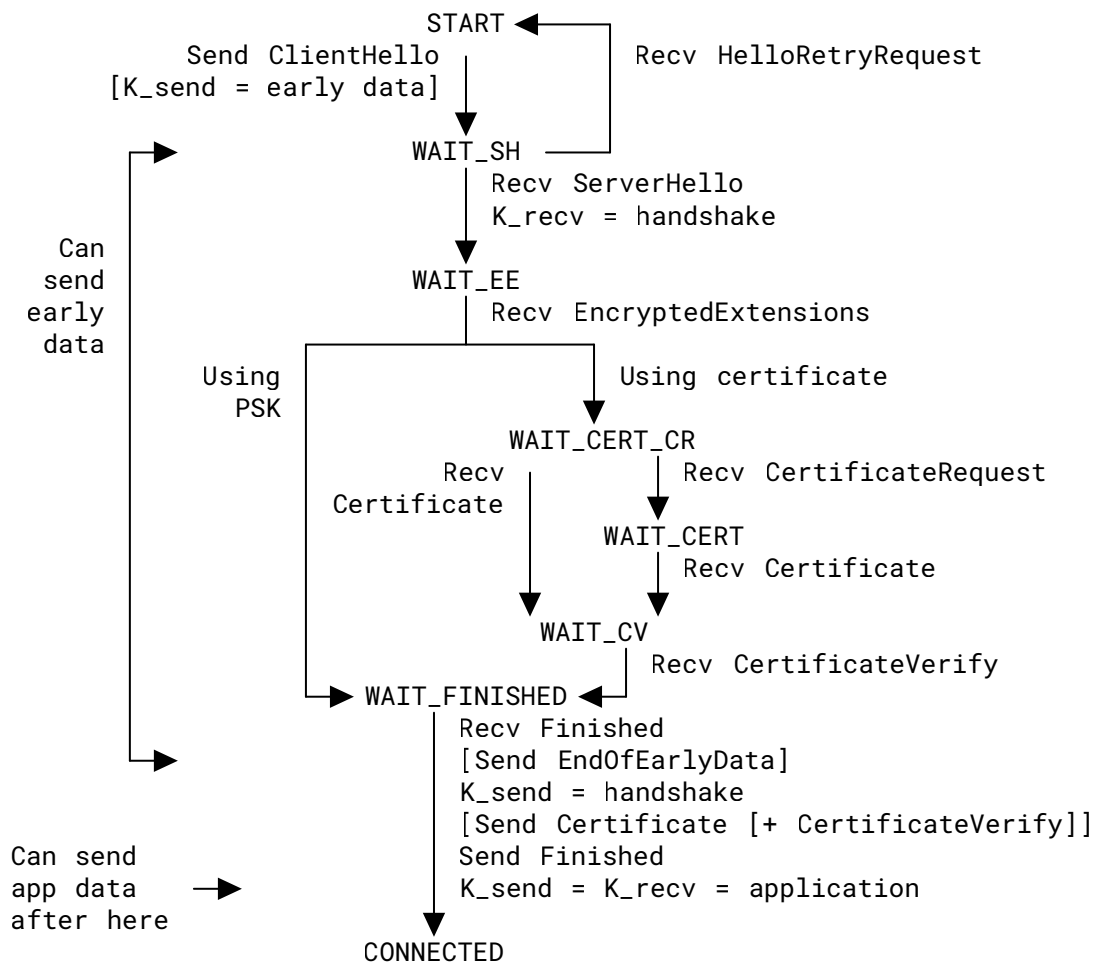 START
Send ClientHello
Recv HelloRetryRequest
[K_send = early data]
WAIT_SH
Recv ServerHello
K_recv = handshake
Can
send
early
data
WAIT_EE
Recv EncryptedExtensions
Using
PSK
Using certificate
WAIT_CERT_CR
Recv
Certificate
Recv CertificateRequest
WAIT_CERT
Recv Certificate
WAIT_CV
Recv CertificateVerify
WAIT_FINISHED
Recv Finished
[Send EndOfEarlyData]
K_send = handshake
[Send Certificate [+ CertificateVerify]]
Send Finished
K_send = K_recv = application
Can send
app data
after here
CONNECTED